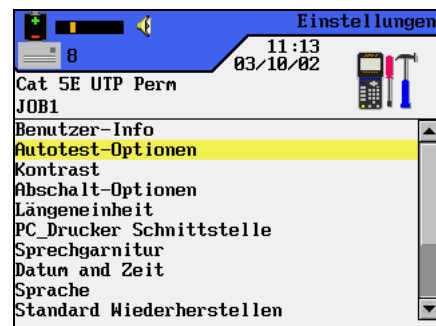 Einstellungen
8
11:13
03/10/02
Cat 5E UTP Perm
JOB1
Benutzer-Info
Autotest-Optionen
Kontrast
Abschalt-Optionen
Längeneinheit
PC_Drucker Schnittstelle
Sprechgarnitur
Datum and Zeit
Sprache
Standard Wiederherstellen